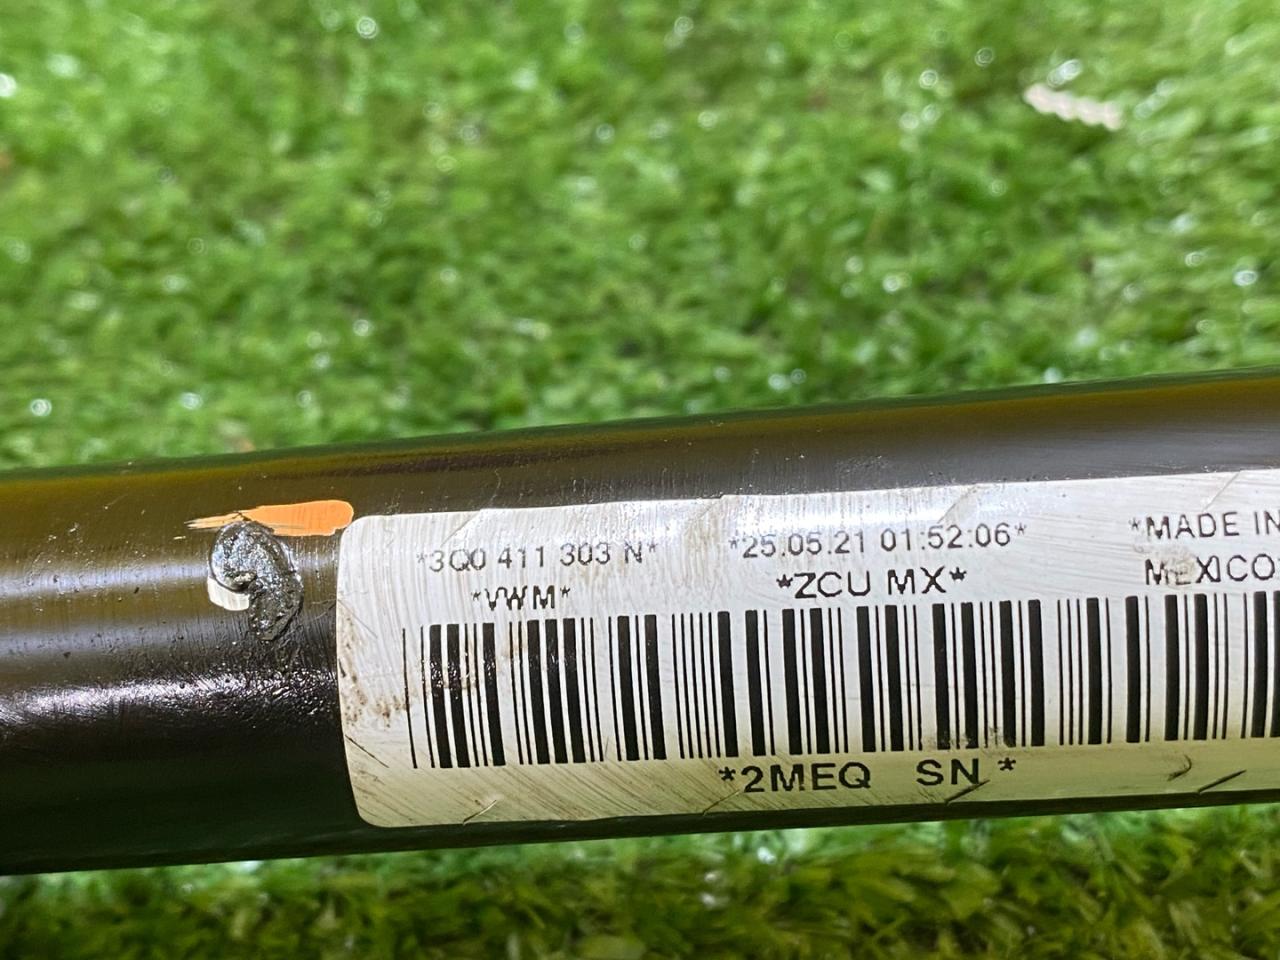 *3Q0 411 303 N* *25.05.21 01:52:06* *MADE IN
*VWM* *ZCU MX* MEXICO
*2MEQ SN *